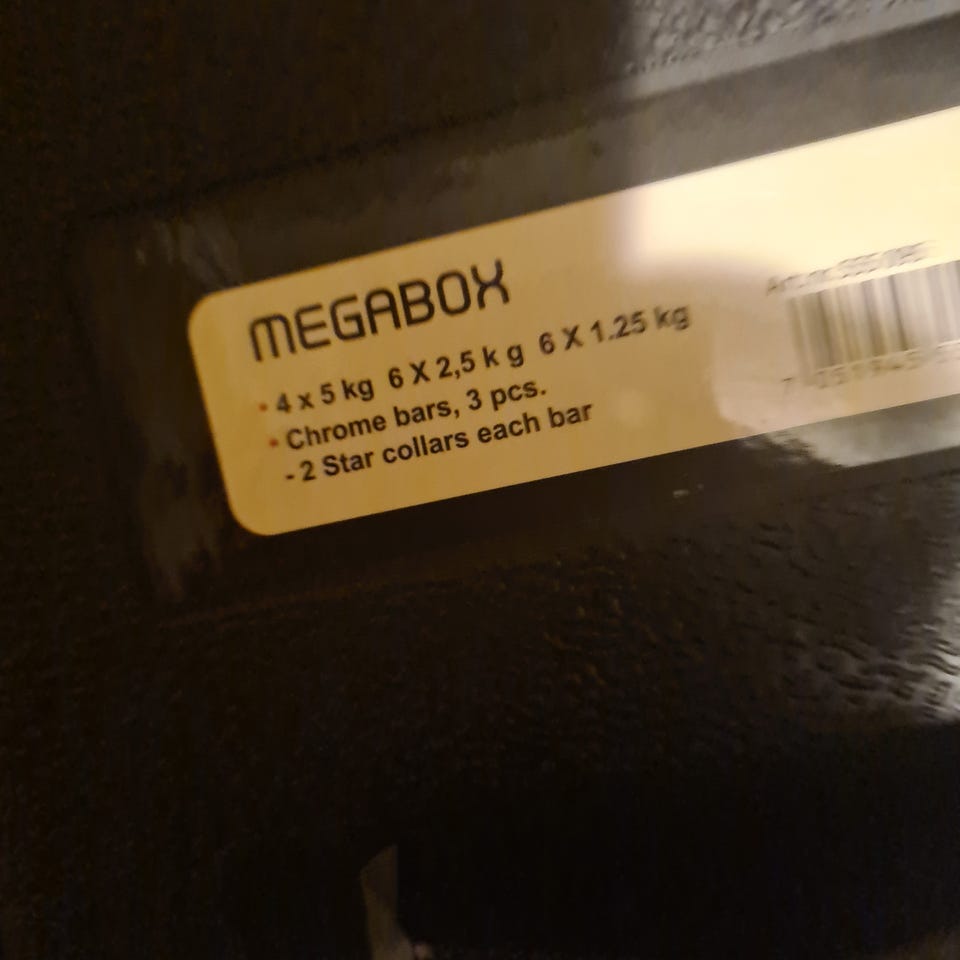 MEGABOX
• 4 x 5 kg 6 X 2,5 k g 6 X 1.25 kg
• Chrome bars, 3 pcs.
- 2 Star collars each bar